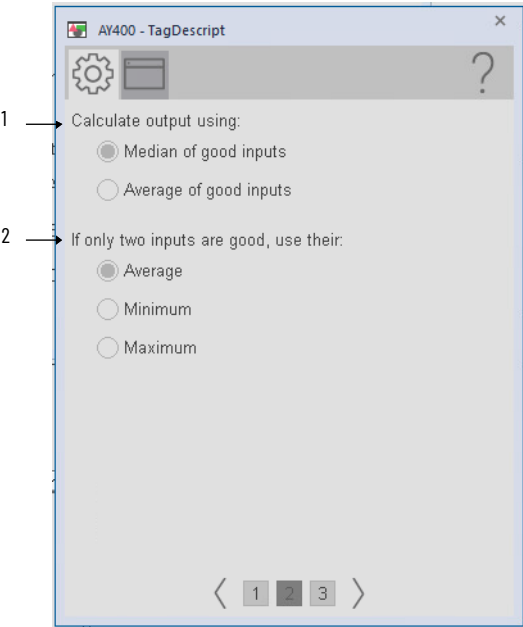 AY400 - TagDescript
1 Calculate output using:
Median of good inputs
Average of good inputs
2 If only two inputs are good, use their:
Average
Minimum
Maximum
1 2 3